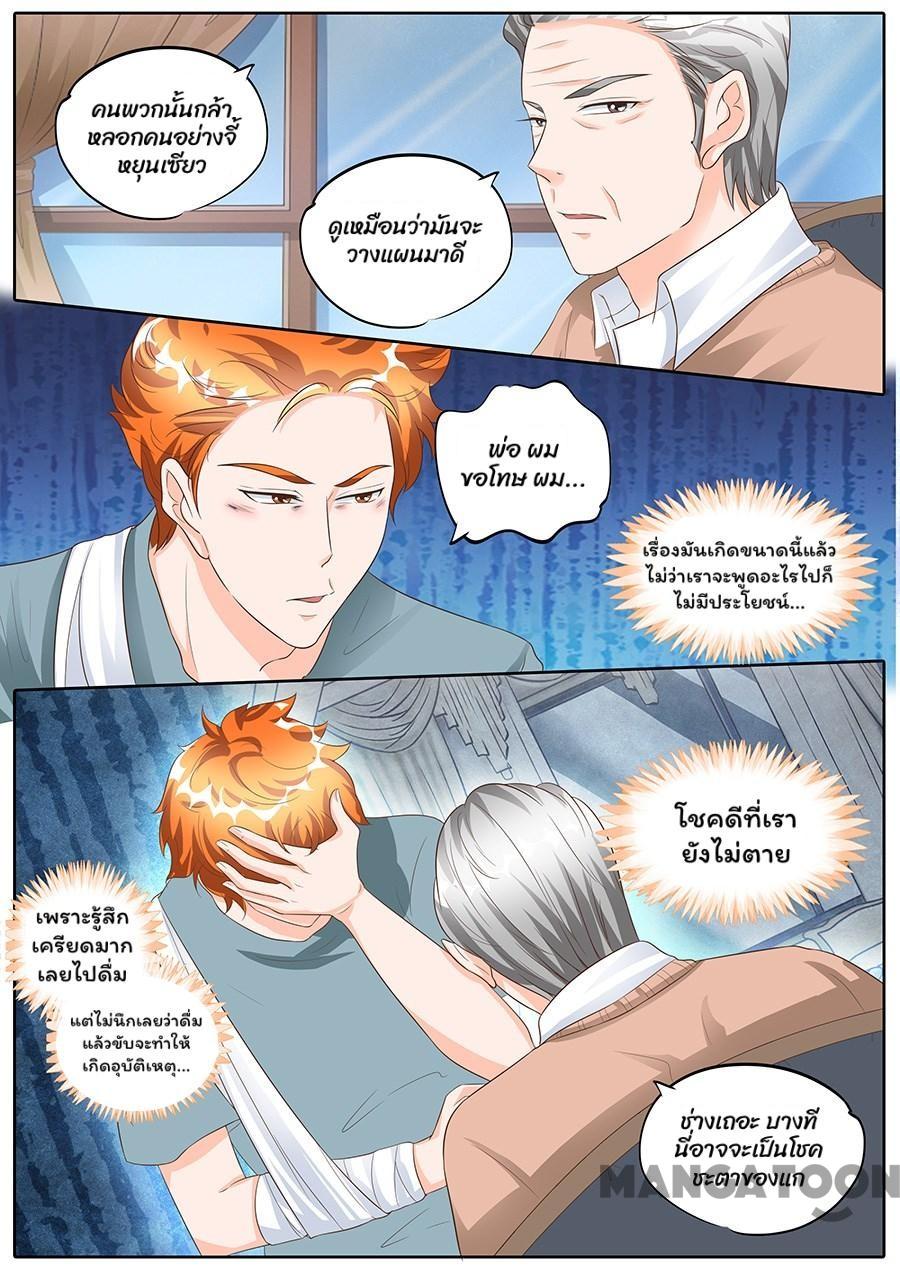 คนพวกนั้นกล้า
หลอกคนอย่างจี้
หยุนเซียว
ดูเหมือนว่ามันจะ
วางแผนมาดี
พ่อ ผม
ขอโทษ ผม...
เรื่องมันเกิดขนาดนี้แล้ว
ไม่ว่าเราจะพูดอะไรไปก็
ไม่มีประโยชน์...
โชคดีที่เรา
ยังไม่ตาย
เพราะรู้สึก
เครียดมาก
เลยไปดื่ม
แต่ไม่นึกเลยว่าดื่ม
แล้วขับจะทำให้
เกิดอุบัติเหตุ...
ช่างเถอะ บางที
นี่อาจจะเป็นโชค
ชะตาของแก
MANGATOON